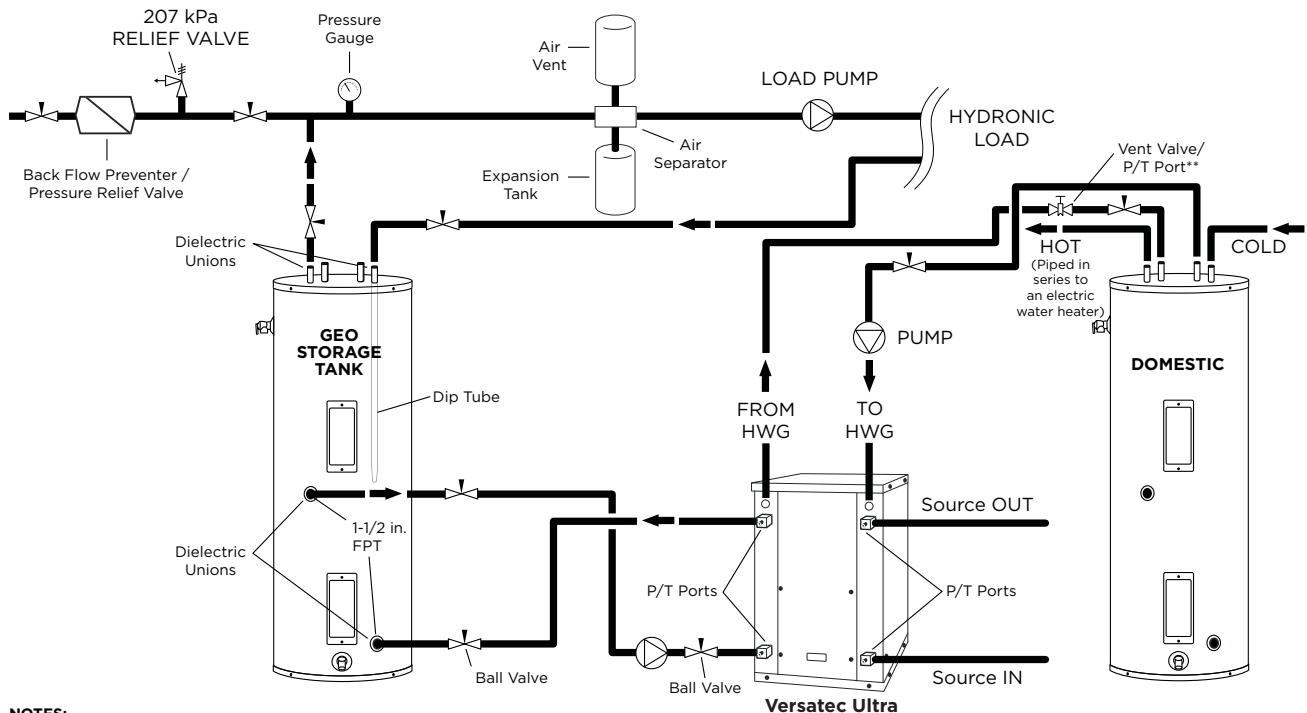 207 kPa
RELIEF VALVE
Pressure
Gauge
Air
Vent
LOAD PUMP
HYDRONIC
LOAD
Air
Separator
Expansion
Tank
Back Flow Preventer /
Pressure Relief Valve
Vent Valve/
P/T Port**
Dielectric
Unions
HOT
(Piped in
series to
an electric
water heater)
COLD
GEO
STORAGE
TANK
PUMP
DOMESTIC
Dip Tube
FROM
HWG
TO
HWG
Source OUT
1-1/2 in.
FPT
Dielectric
Unions
P/T Ports
P/T Ports
Ball Valve
Ball Valve
Source IN
Versatec Ultra
NOTES: